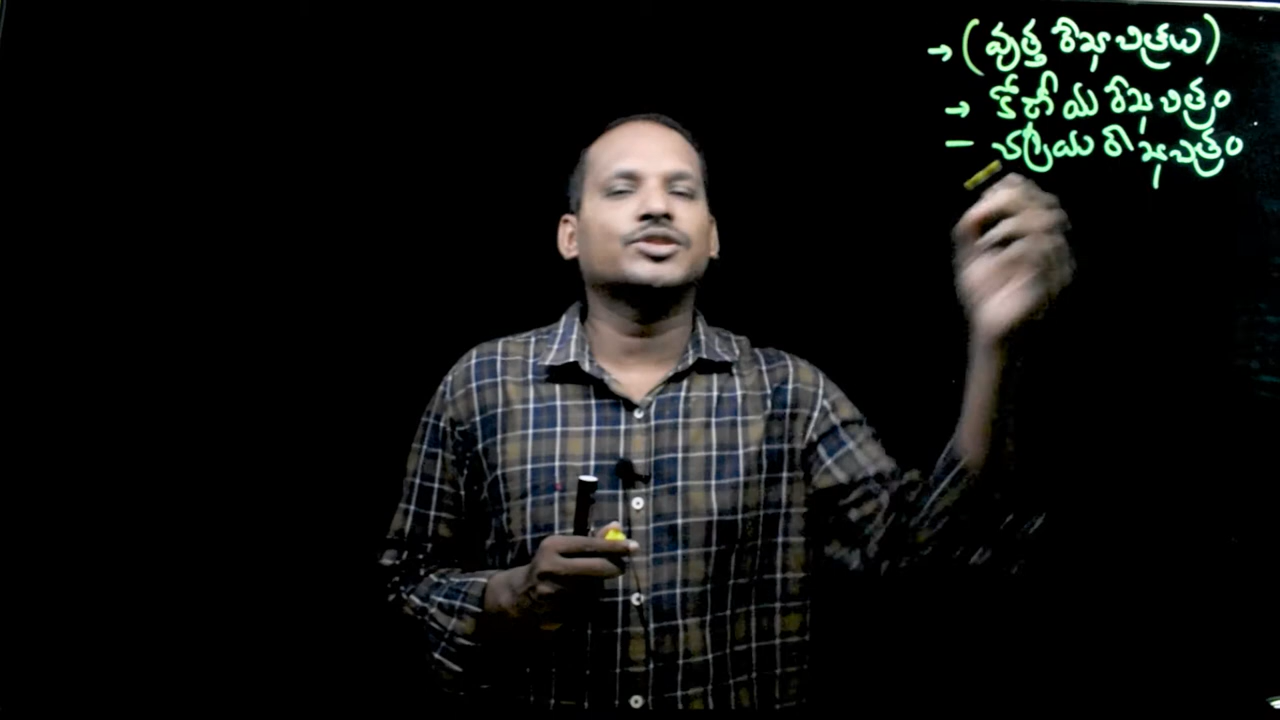 → (వృత్త రేఖా చిత్రము)
→ కోణీయ రేఖా చిత్రం
− చక్రీయ రేఖాచిత్రం